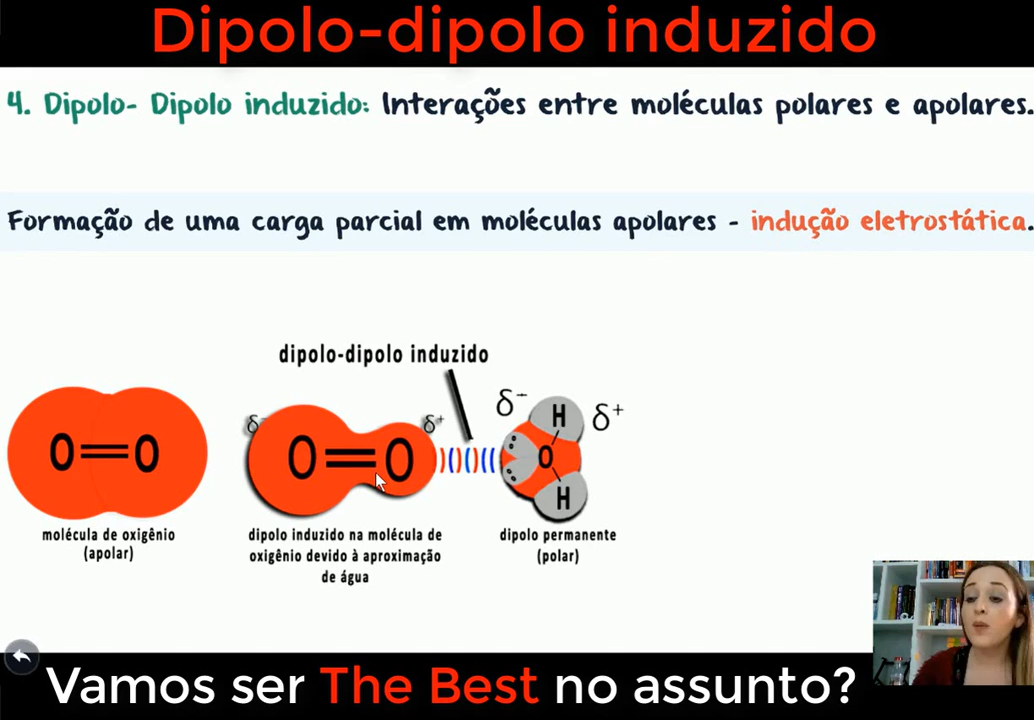 Dipolo-dipolo induzido
4. Dipolo- Dipolo induzido: Interações entre moléculas polares e apolares.
Formação de uma carga parcial em moléculas apolares - indução eletrostática.
dipolo-dipolo induzido
δ⁻ δ⁺ δ⁻ δ⁺
O=O O=O H O H
molécula de oxigênio
(apolar)
dipolo induzido na molécula de
oxigênio devido à aproximação
de água
dipolo permanente
(polar)
Vamos ser The Best no assunto?